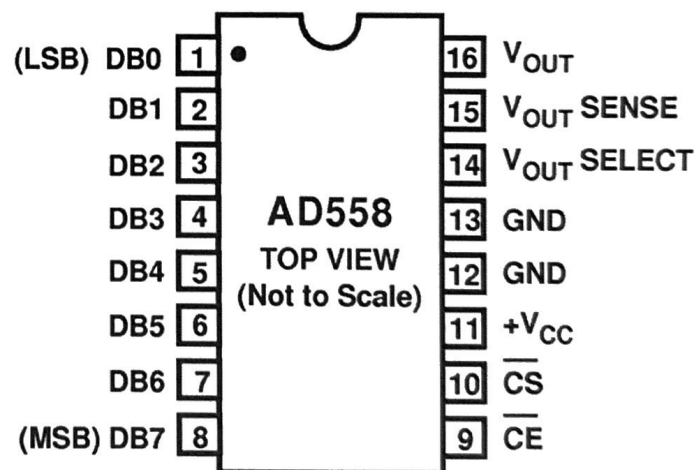 (LSB) DB0 1 16 VOUT
DB1 2 15 VOUT SENSE
DB2 3 14 VOUT SELECT
DB3 4 AD558 13 GND
DB4 5 TOP VIEW 12 GND
(Not to Scale)
DB5 6 11 +VCC
DB6 7 10 C̅S̅
(MSB) DB7 8 9 C̅E̅